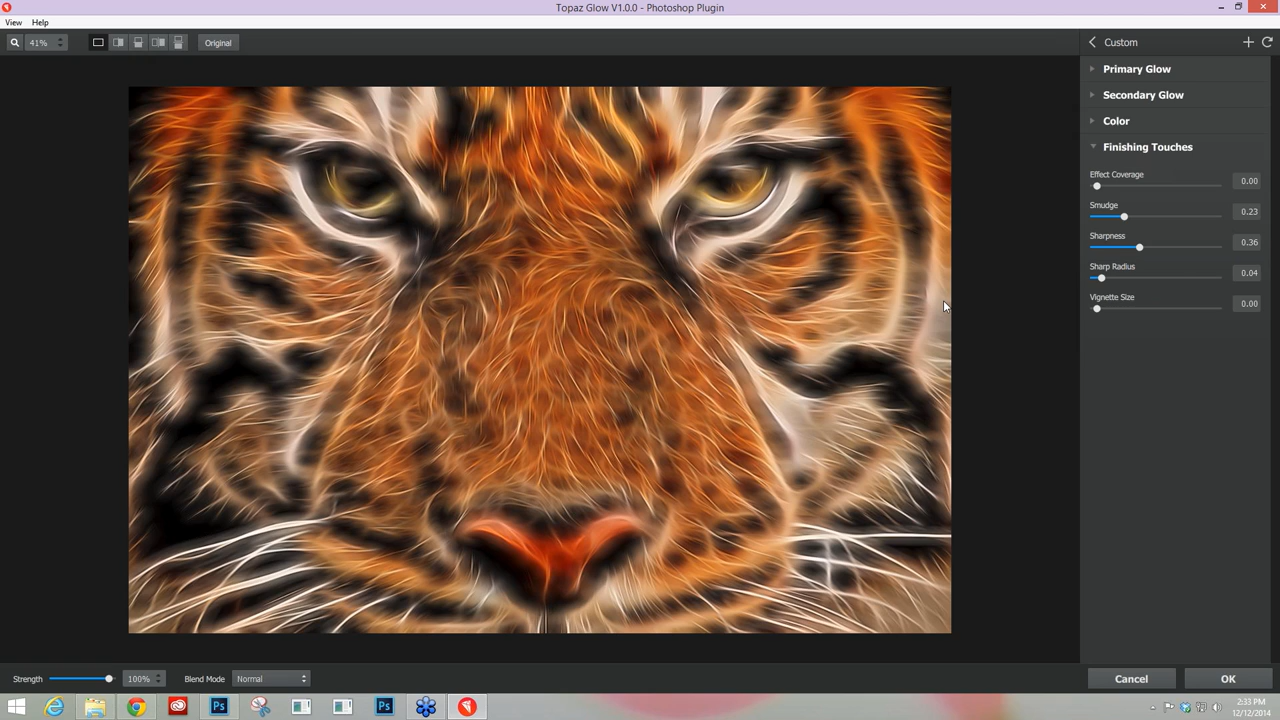 Topaz Glow V1.0.0 - Photoshop Plugin
View Help
41% Original
Custom
Primary Glow
Secondary Glow
Color
Finishing Touches
Effect Coverage
0.00
Smudge
0.23
Sharpness
0.36
Sharp Radius
0.04
Vignette Size
0.00
Strength 100% Blend Mode Normal
Cancel OK
Ps Ps
2:33 PM
12/12/2014